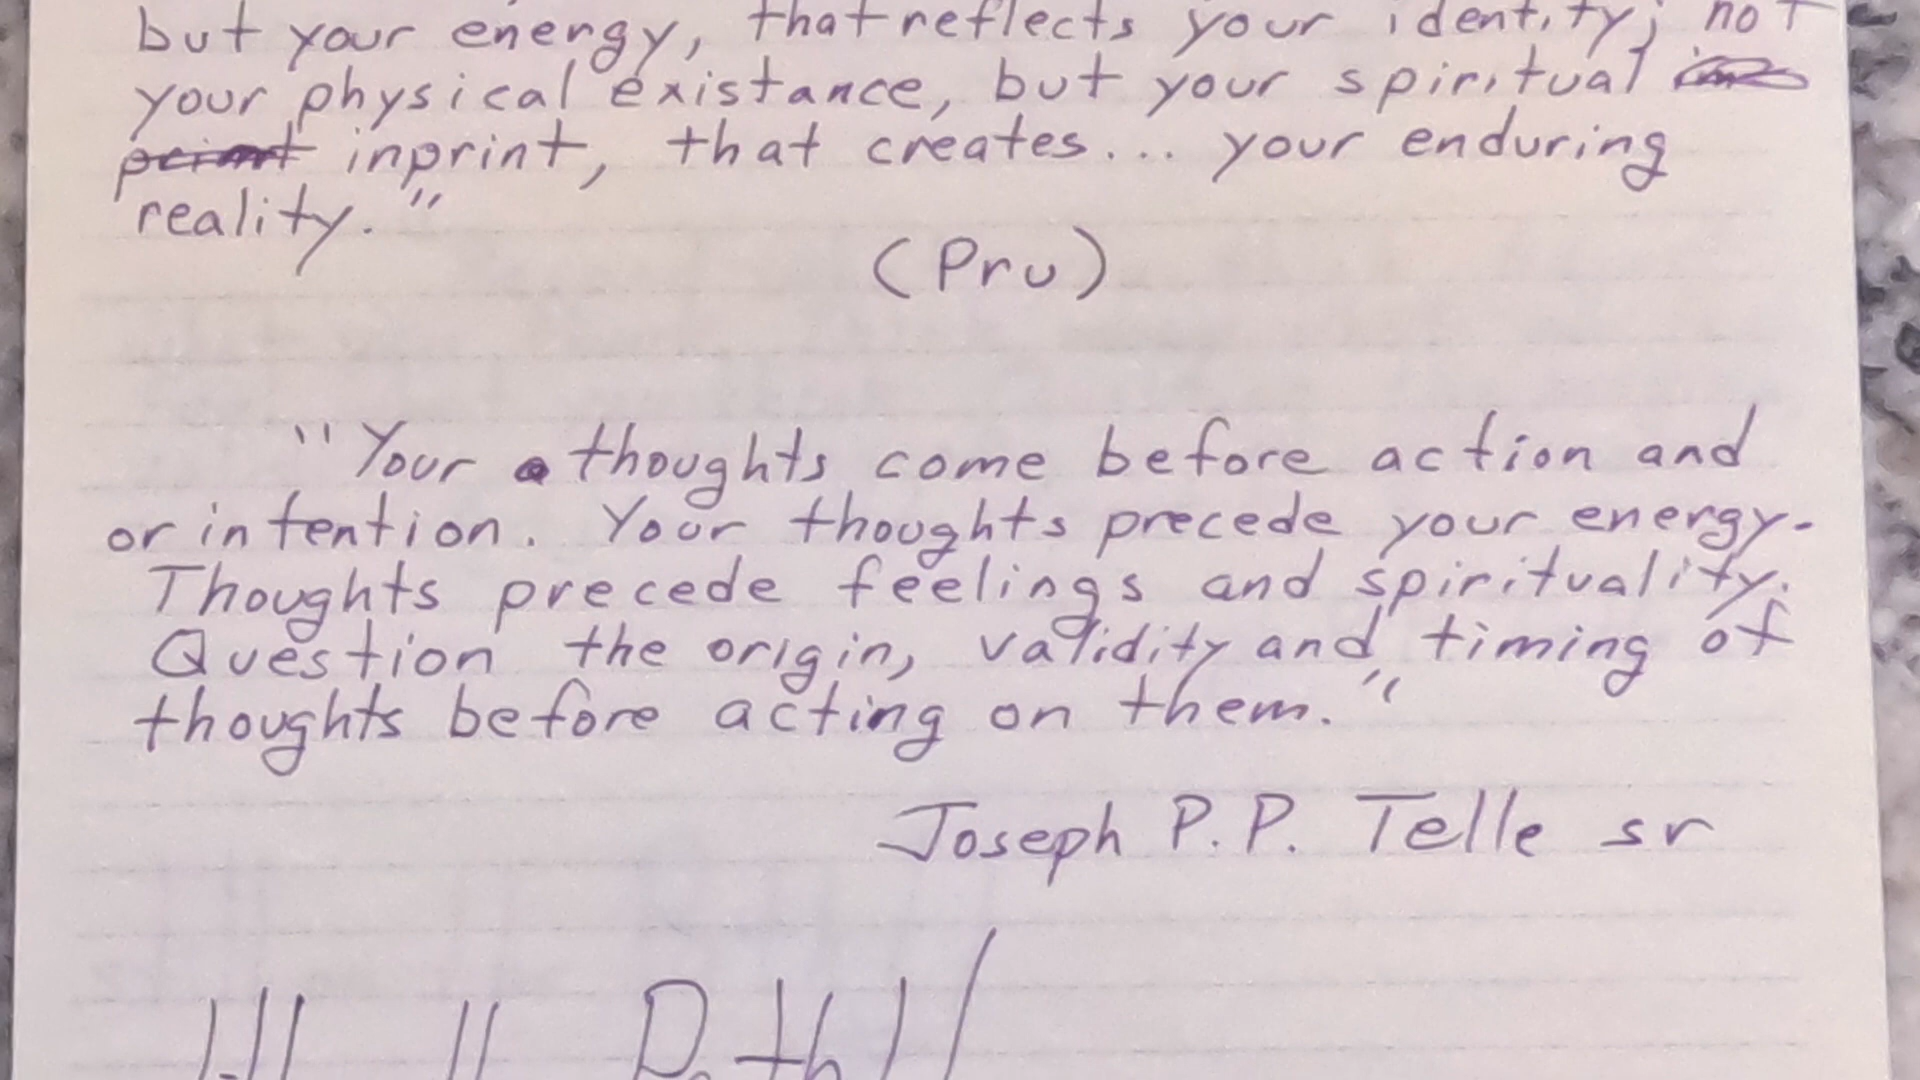 but your energy, that reflects your identity; not
your physical existance, but your spiritual
inprint, that creates... your enduring
reality."
(Pru)
"Your thoughts come before action and
or intention. Your thoughts precede your energy.
Thoughts precede feelings and spirituality.
Question the origin, validity and timing of
thoughts before acting on them."
Joseph P.P. Telle sr